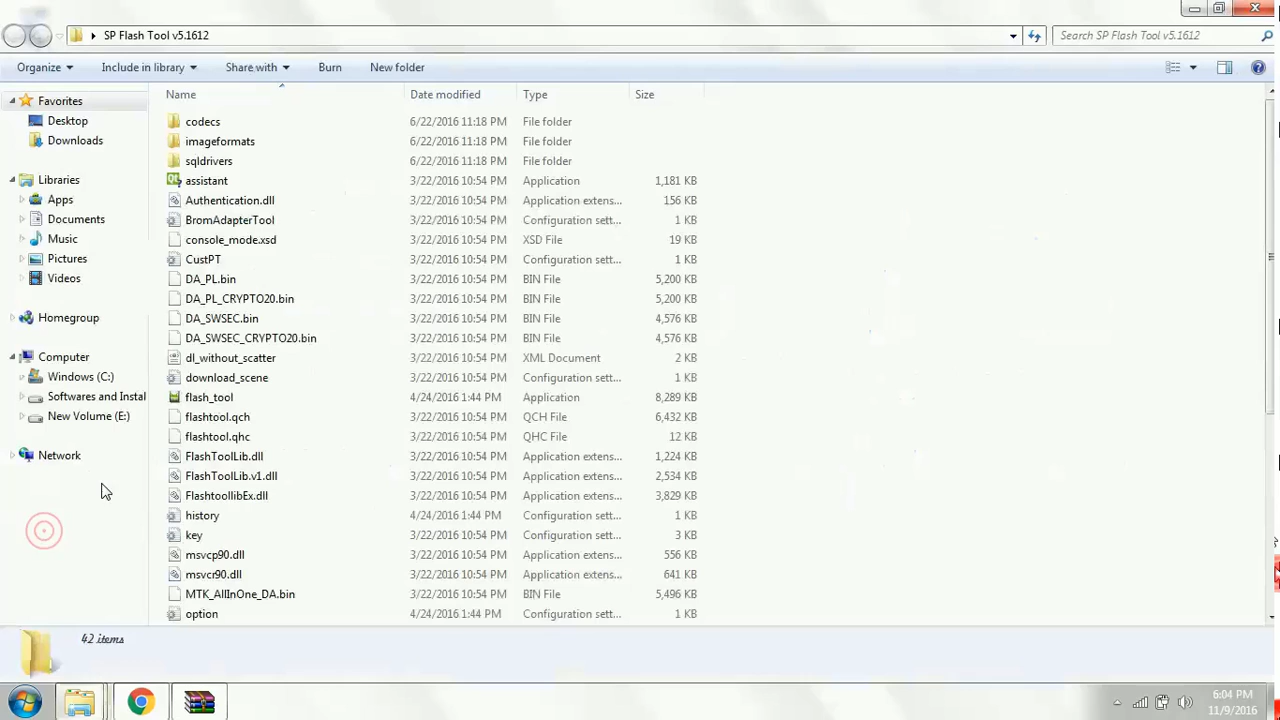 SP Flash Tool v5.1612
Search SP Flash Tool v5.1612
Organize Include in library Share with Burn New folder
Name Date modified Type Size
Favorites
Desktop
Downloads
Libraries
Apps
Documents
Music
Pictures
Videos
Homegroup
Computer
Windows (C:)
Softwares and Instal
New Volume (E:)
Network
codecs 6/22/2016 11:18 PM File folder
imageformats 6/22/2016 11:18 PM File folder
sqldrivers 6/22/2016 11:18 PM File folder
assistant 3/22/2016 10:54 PM Application 1,181 KB
Authentication.dll 3/22/2016 10:54 PM Application extens... 156 KB
BromAdapterTool 3/22/2016 10:54 PM Configuration sett... 1 KB
console_mode.xsd 3/22/2016 10:54 PM XSD File 19 KB
CustPT 3/22/2016 10:54 PM Configuration sett... 1 KB
DA_PL.bin 3/22/2016 10:54 PM BIN File 5,200 KB
DA_PL_CRYPTO20.bin 3/22/2016 10:54 PM BIN File 5,200 KB
DA_SWSEC.bin 3/22/2016 10:54 PM BIN File 4,576 KB
DA_SWSEC_CRYPTO20.bin 3/22/2016 10:54 PM BIN File 4,576 KB
dl_without_scatter 3/22/2016 10:54 PM XML Document 2 KB
download_scene 3/22/2016 10:54 PM Configuration sett... 1 KB
flash_tool 4/24/2016 1:44 PM Application 8,289 KB
flashtool.qch 3/22/2016 10:54 PM QCH File 6,432 KB
flashtool.qhc 3/22/2016 10:54 PM QHC File 12 KB
FlashToolLib.dll 3/22/2016 10:54 PM Application extens... 1,224 KB
FlashToolLib.v1.dll 3/22/2016 10:54 PM Application extens... 2,534 KB
FlashtoollibEx.dll 3/22/2016 10:54 PM Application extens... 3,829 KB
history 4/24/2016 1:44 PM Configuration sett... 1 KB
key 3/22/2016 10:54 PM Configuration sett... 3 KB
msvcp90.dll 3/22/2016 10:54 PM Application extens... 556 KB
msvcr90.dll 3/22/2016 10:54 PM Application extens... 641 KB
MTK_AllInOne_DA.bin 3/22/2016 10:54 PM BIN File 5,496 KB
option 4/24/2016 1:44 PM Configuration sett... 1 KB
42 items
6:04 PM
11/9/2016